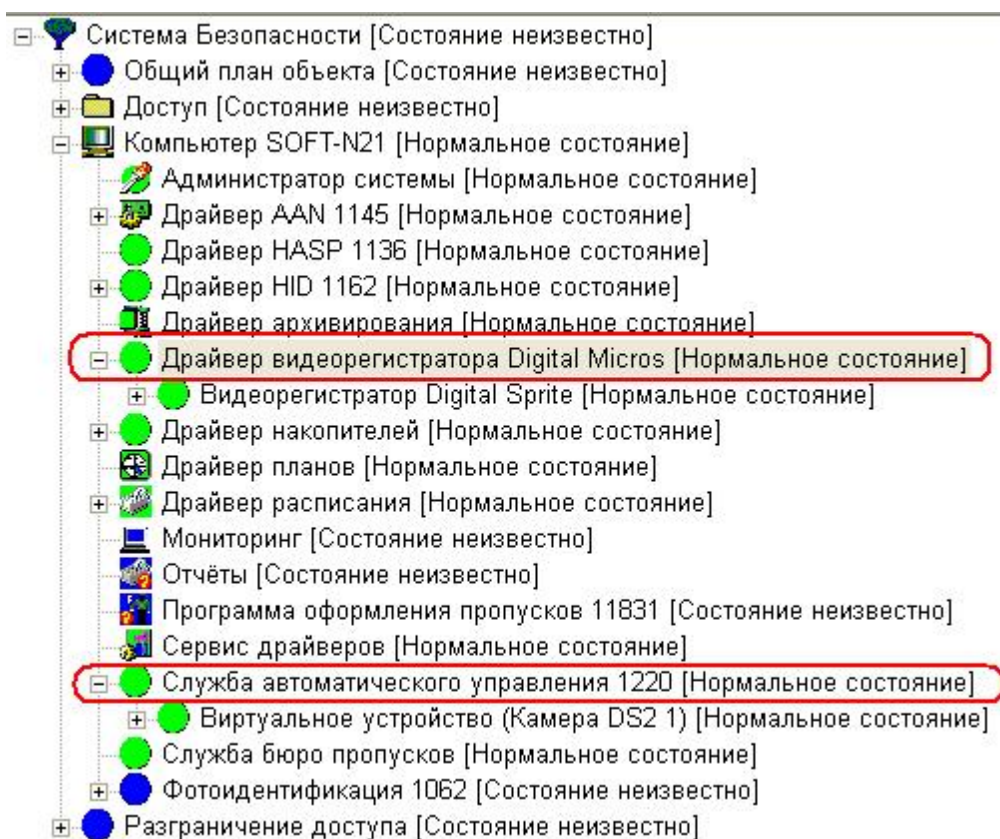 Система Безопасности [Состояние неизвестно]
Общий план объекта [Состояние неизвестно]
Доступ [Состояние неизвестно]
Компьютер SOFT-N21 [Нормальное состояние]
Администратор системы [Нормальное состояние]
Драйвер AAN 1145 [Нормальное состояние]
Драйвер HASP 1136 [Нормальное состояние]
Драйвер HID 1162 [Нормальное состояние]
Драйвер архивирования [Нормальное состояние]
Драйвер видеорегистратора Digital Micros [Нормальное состояние]
Видеорегистратор Digital Sprite [Нормальное состояние]
Драйвер накопителей [Нормальное состояние]
Драйвер планов [Нормальное состояние]
Драйвер расписания [Нормальное состояние]
Мониторинг [Состояние неизвестно]
Отчёты [Состояние неизвестно]
Программа оформления пропусков 11831 [Состояние неизвестно]
Сервис драйверов [Нормальное состояние]
Служба автоматического управления 1220 [Нормальное состояние]
Виртуальное устройство (Камера DS2 1) [Нормальное состояние]
Служба бюро пропусков [Нормальное состояние]
Фотоидентификация 1062 [Состояние неизвестно]
Разграничение доступа [Состояние неизвестно]